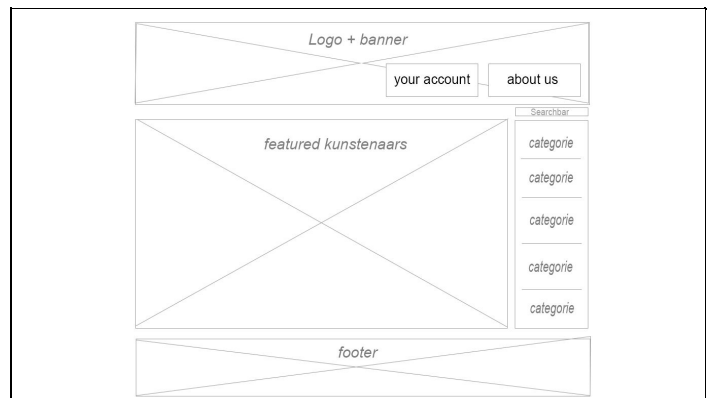 Logo + banner
your account
about us
Searchbar
featured kunstenaars
categorie
categorie
categorie
categorie
categorie
footer